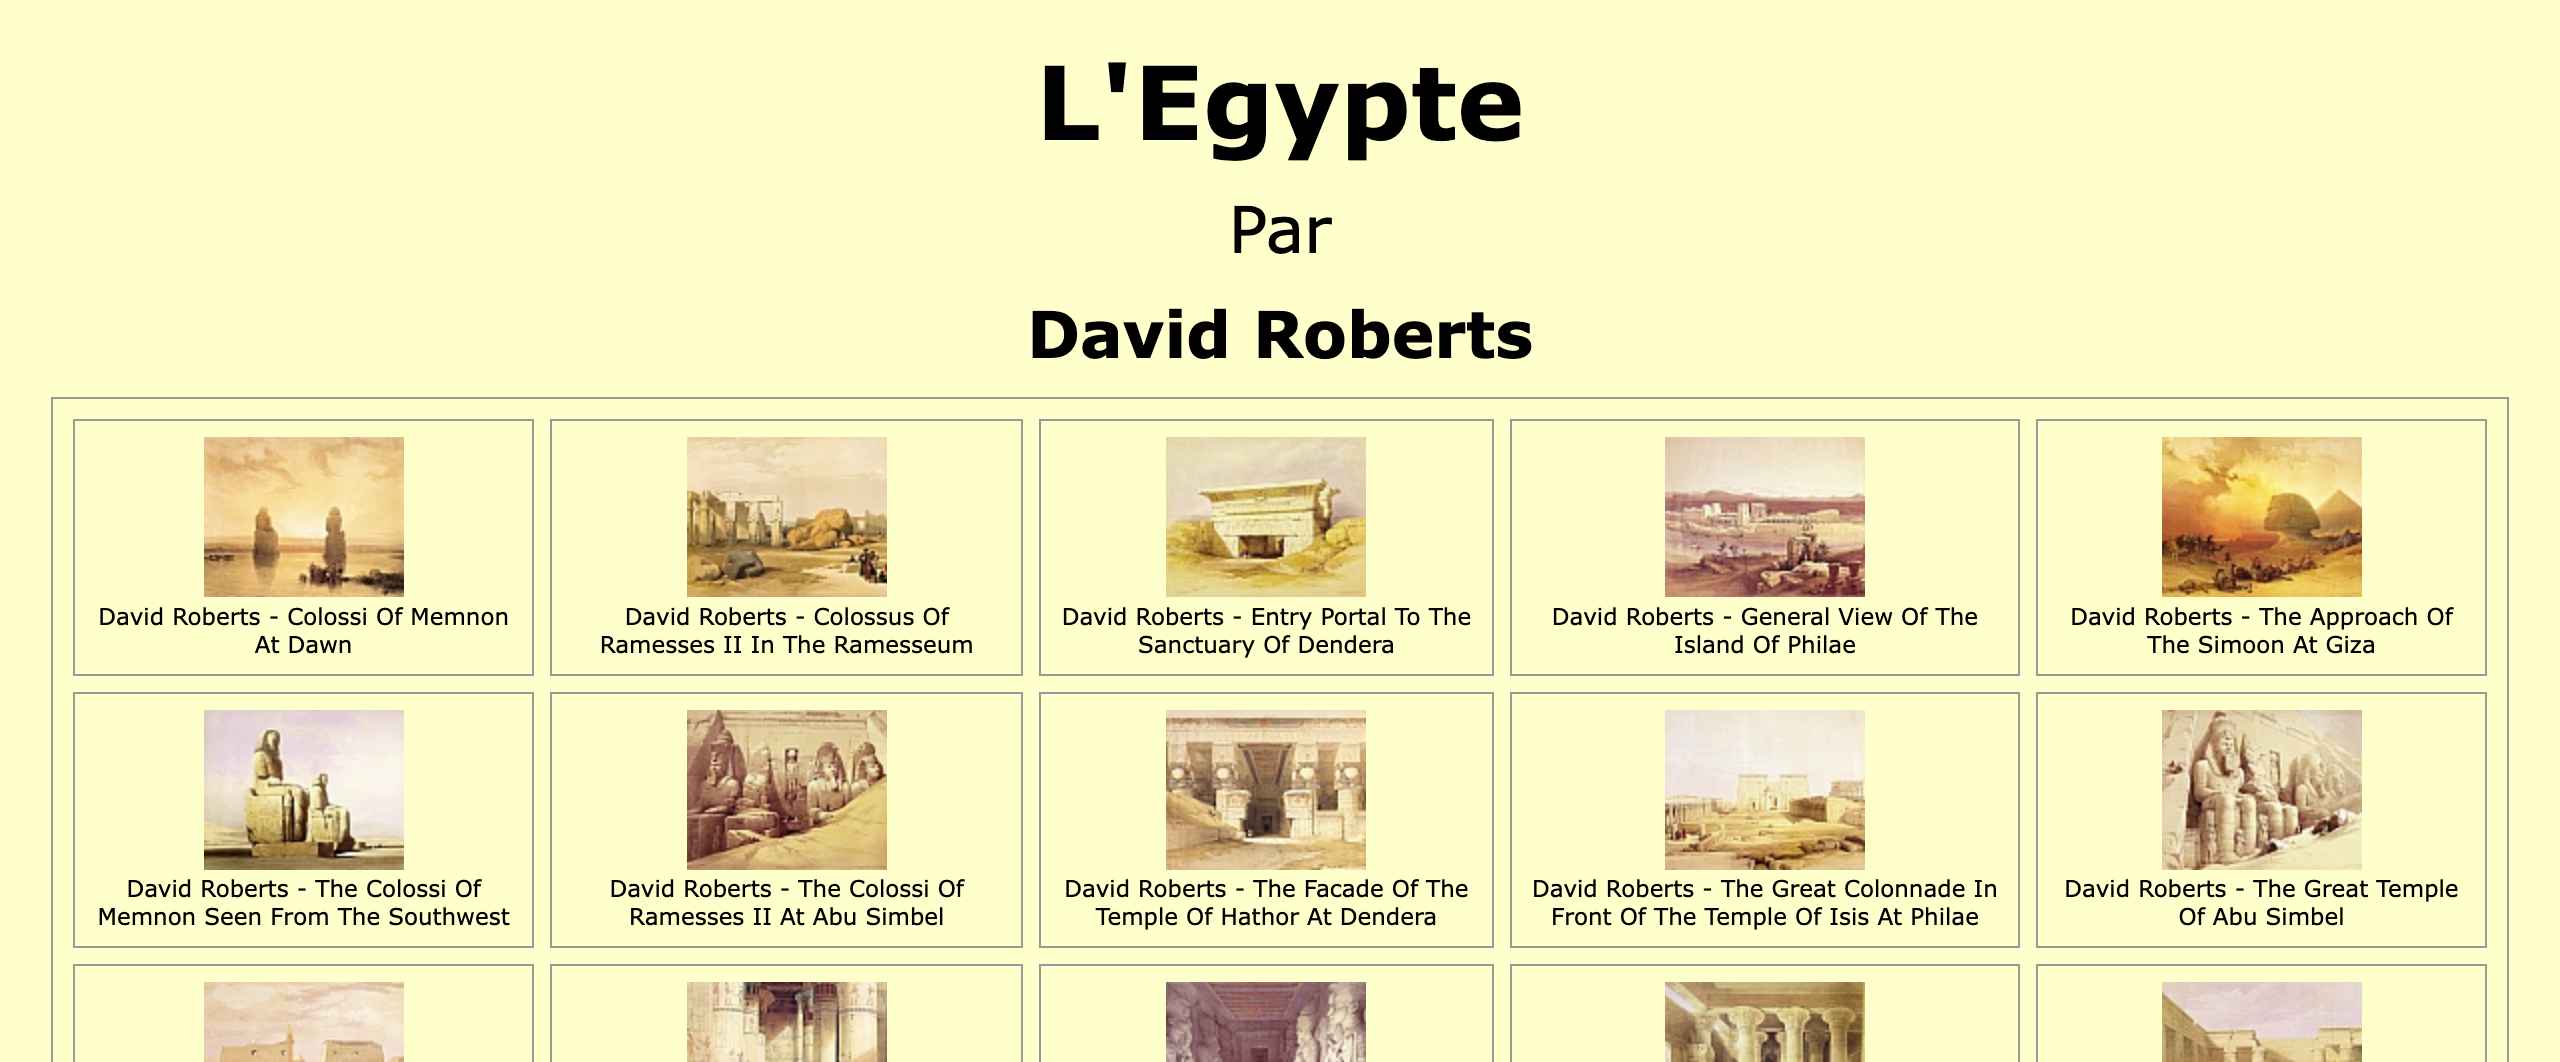 L'Egypte
Par
David Roberts
David Roberts - Colossi Of Memnon
At Dawn
David Roberts - Colossus Of
Ramesses II In The Ramesseum
David Roberts - Entry Portal To The
Sanctuary Of Dendera
David Roberts - General View Of The
Island Of Philae
David Roberts - The Approach Of
The Simoon At Giza
David Roberts - The Colossi Of
Memnon Seen From The Southwest
David Roberts - The Colossi Of
Ramesses II At Abu Simbel
David Roberts - The Facade Of The
Temple Of Hathor At Dendera
David Roberts - The Great Colonnade In
Front Of The Temple Of Isis At Philae
David Roberts - The Great Temple
Of Abu Simbel